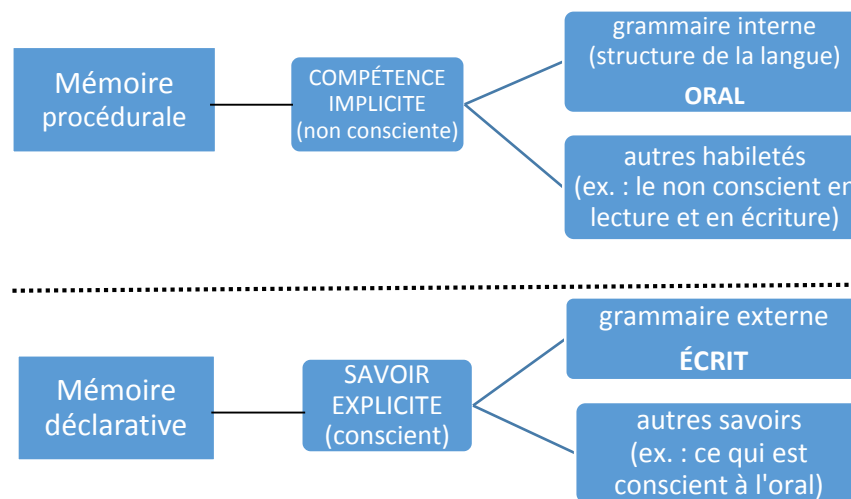 Mémoire
procédurale
COMPÉTENCE
IMPLICITE
(non consciente)
grammaire interne
(structure de la langue)
ORAL
autres habiletés
(ex. : le non conscient en
lecture et en écriture)
Mémoire
déclarative
SAVOIR
EXPLICITE
(conscient)
grammaire externe
ÉCRIT
autres savoirs
(ex. : ce qui est
conscient à l'oral)